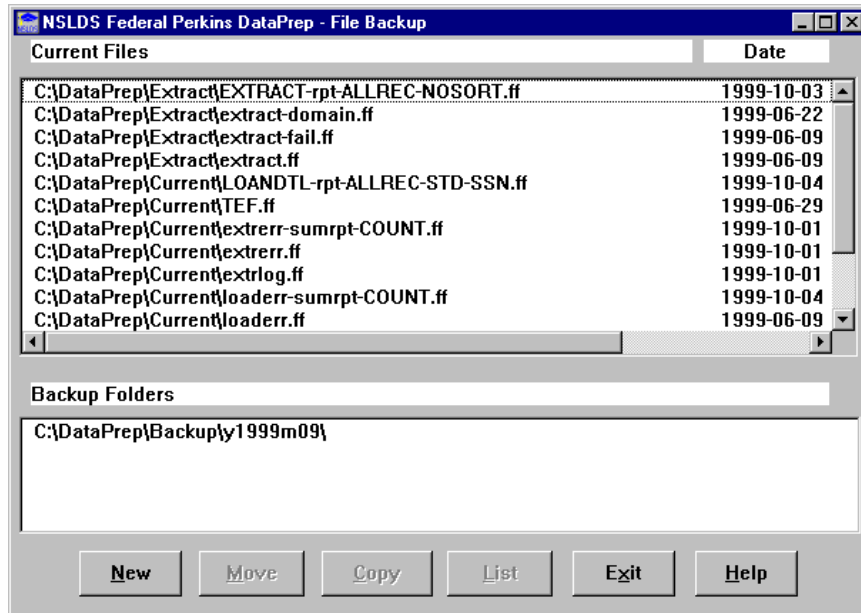 NSLDS Federal Perkins DataPrep - File Backup
Current Files Date
C:\DataPrep\Extract\EXTRACT-rpt-ALLREC-NOSORT.ff 1999-10-03
C:\DataPrep\Extract\extract-domain.ff 1999-06-22
C:\DataPrep\Extract\extract-fail.ff 1999-06-09
C:\DataPrep\Extract\extract.ff 1999-06-09
C:\DataPrep\Current\LOANDTL-rpt-ALLREC-STD-SSN.ff 1999-10-04
C:\DataPrep\Current\TEF.ff 1999-06-29
C:\DataPrep\Current\extrerr-sumrpt-COUNT.ff 1999-10-01
C:\DataPrep\Current\extrerr.ff 1999-10-01
C:\DataPrep\Current\extrlog.ff 1999-10-01
C:\DataPrep\Current\loaderr-sumrpt-COUNT.ff 1999-10-04
C:\DataPrep\Current\loaderr.ff 1999-06-09
Backup Folders
C:\DataPrep\Backup\y1999m09\
New Move Copy List Exit Help